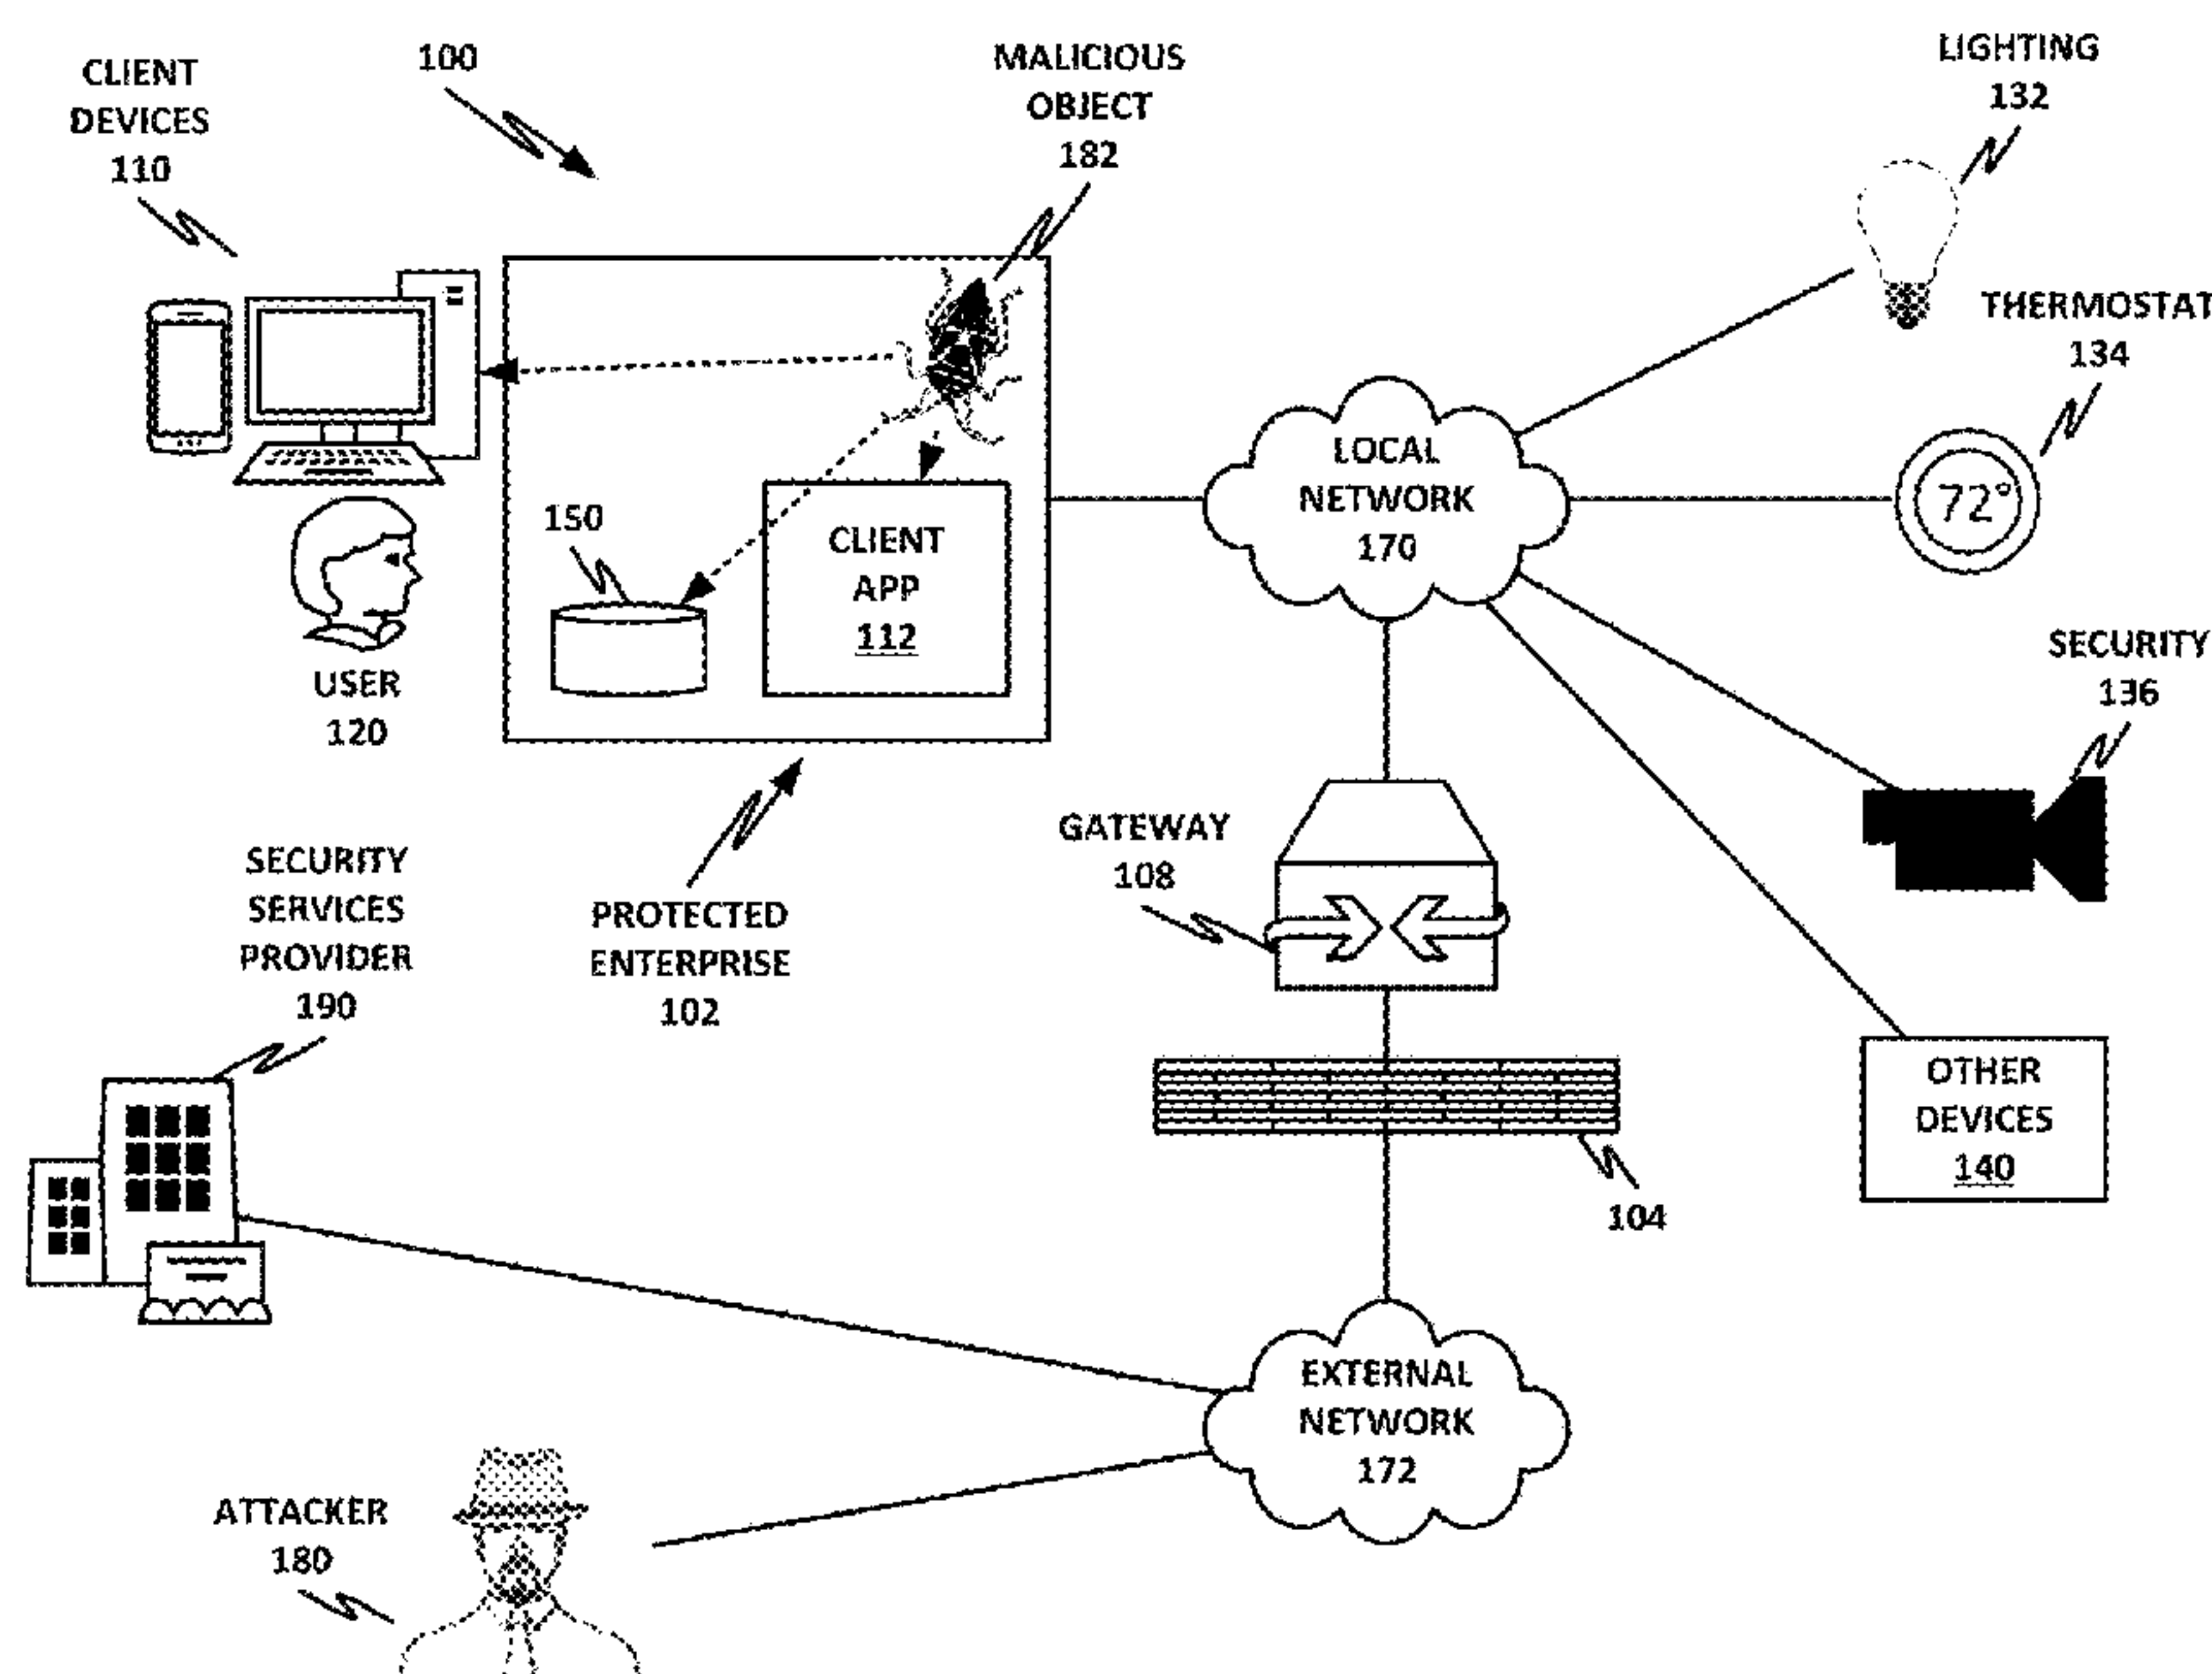 CLIENT
DEVICES
110
100
MALICIOUS
OBJECT
182
LIGHTING
132
THERMOSTAT
134
72°
LOCAL
NETWORK
170
150
CLIENT
APP
112
USER
120
SECURITY
136
GATEWAY
108
SECURITY
SERVICES
PROVIDER
190
PROTECTED
ENTERPRISE
102
OTHER
DEVICES
140
104
EXTERNAL
NETWORK
172
ATTACKER
180